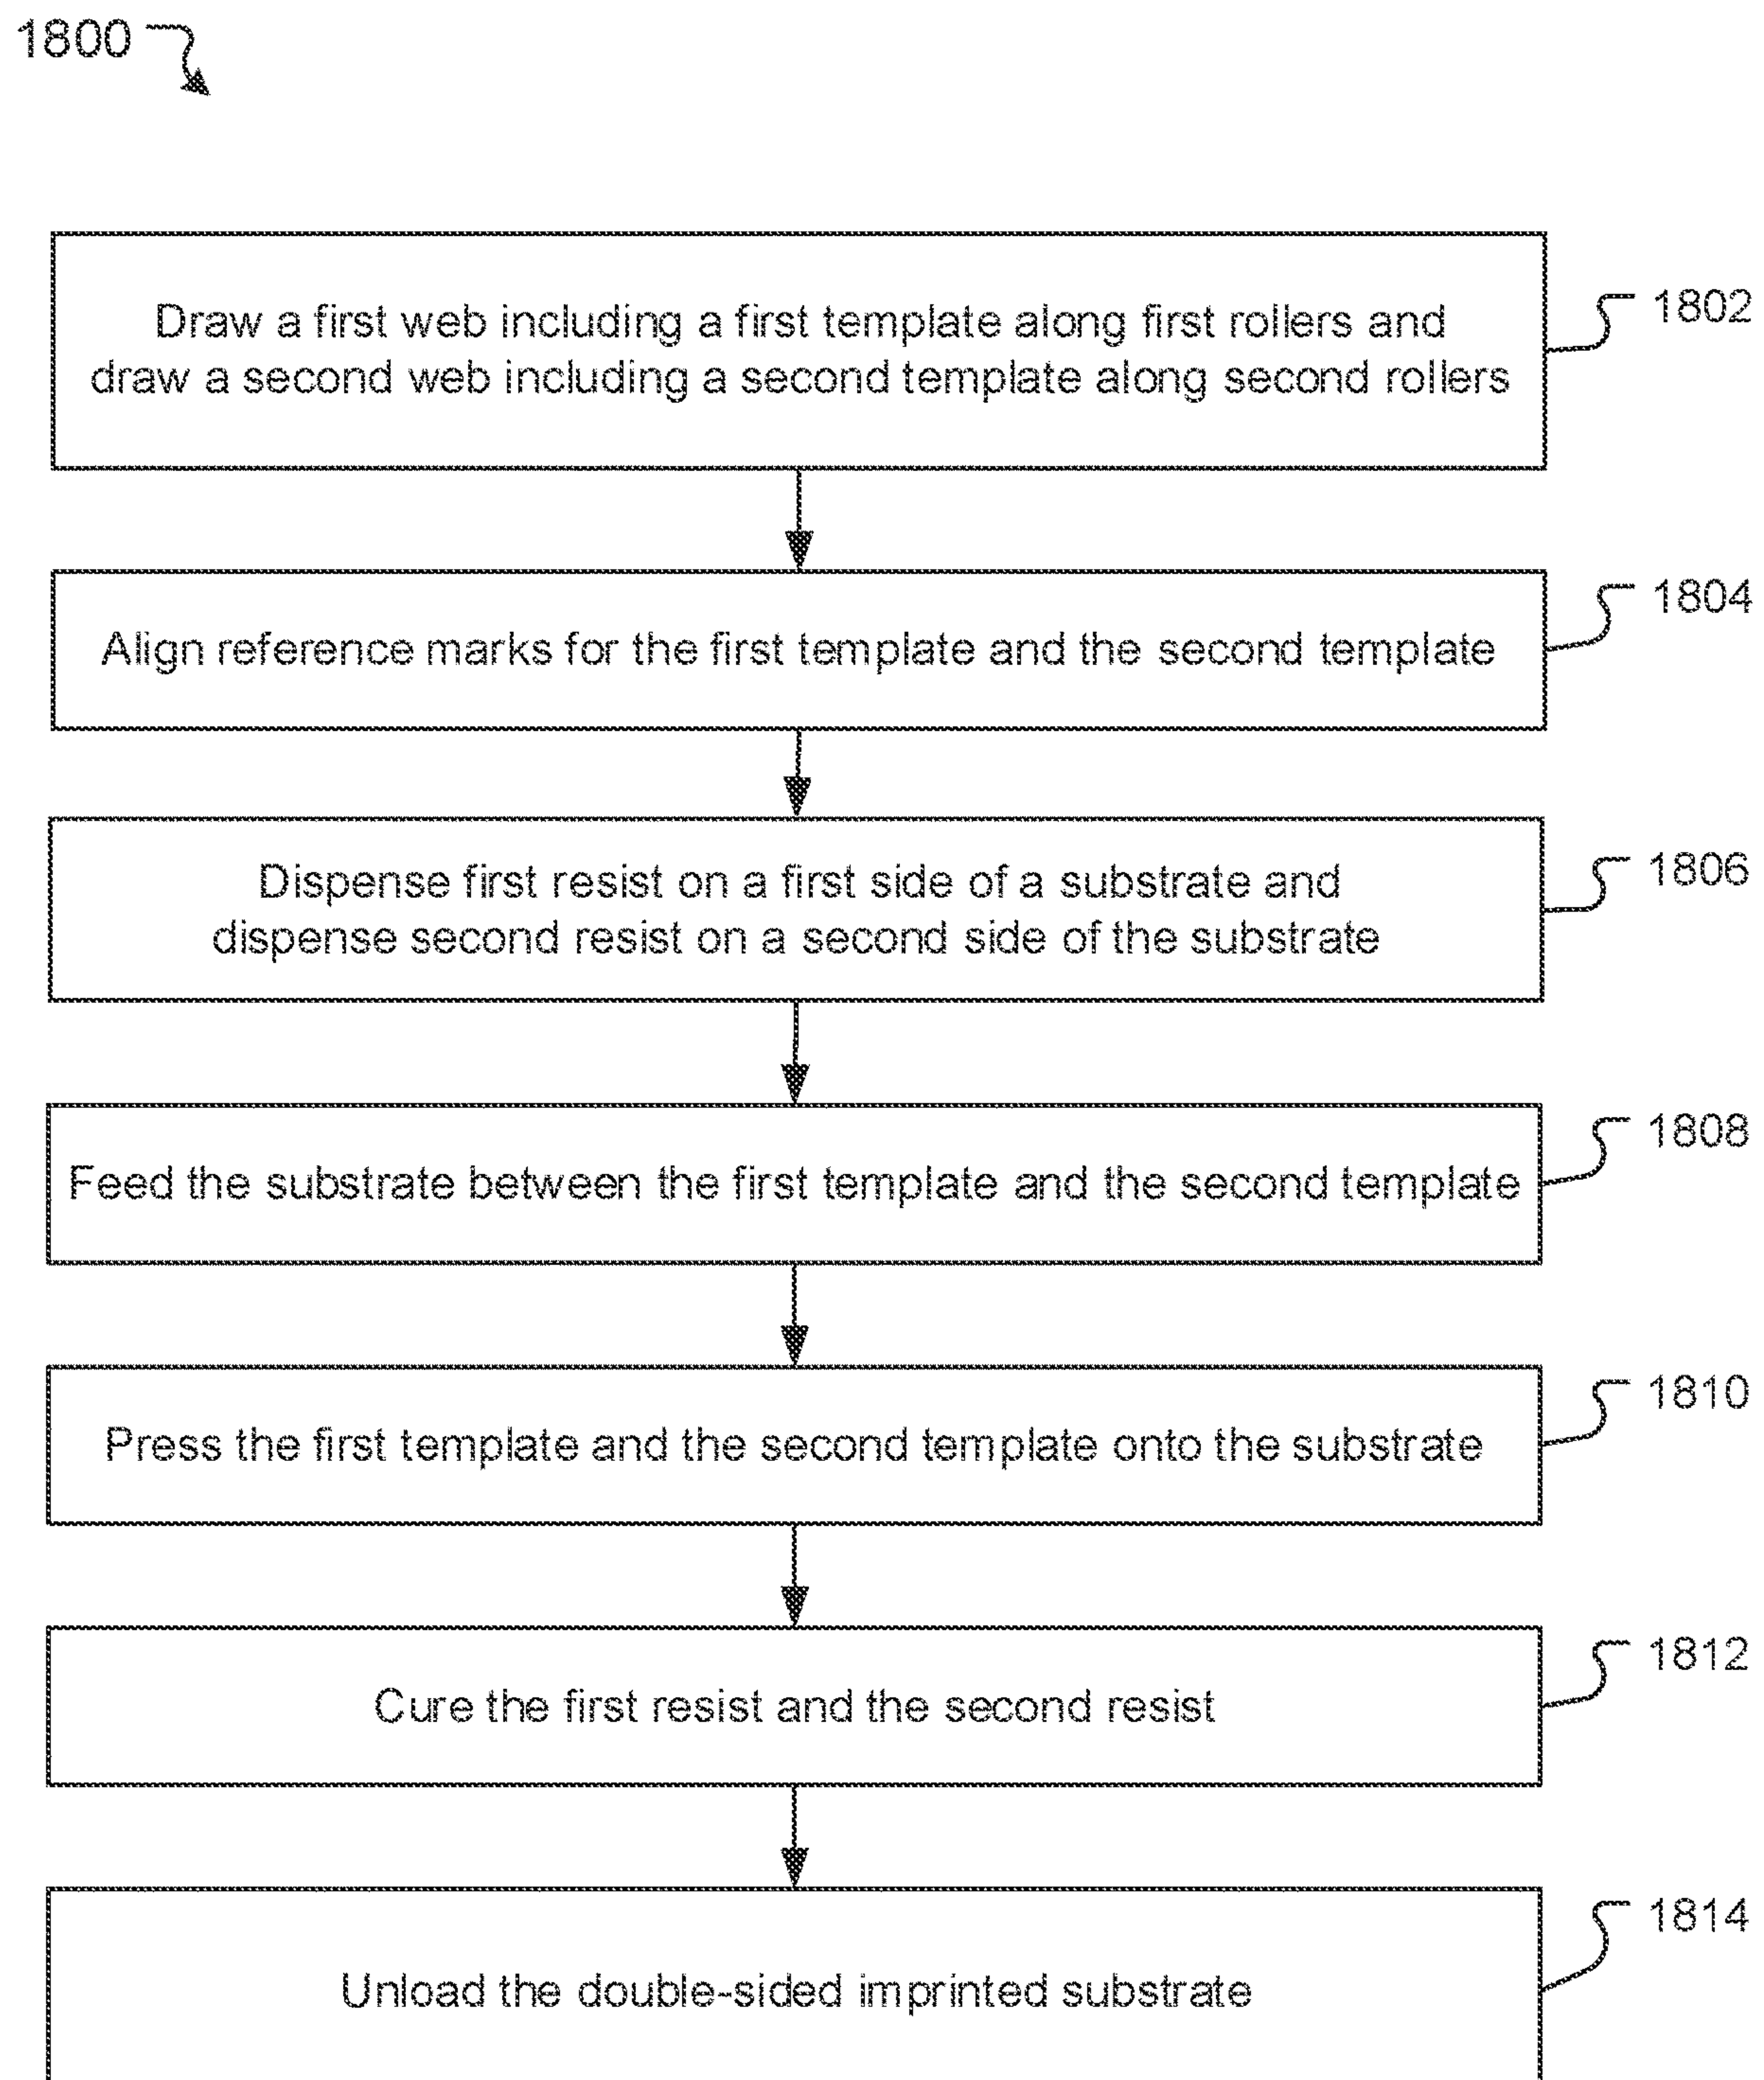 1800
Draw a first web including a first template along first rollers and
draw a second web including a second template along second rollers
1802
Align reference marks for the first template and the second template
1804
Dispense first resist on a first side of a substrate and
dispense second resist on a second side of the substrate
1806
Feed the substrate between the first template and the second template
1808
Press the first template and the second template onto the substrate
1810
Cure the first resist and the second resist
1812
Unload the double-sided imprinted substrate
1814